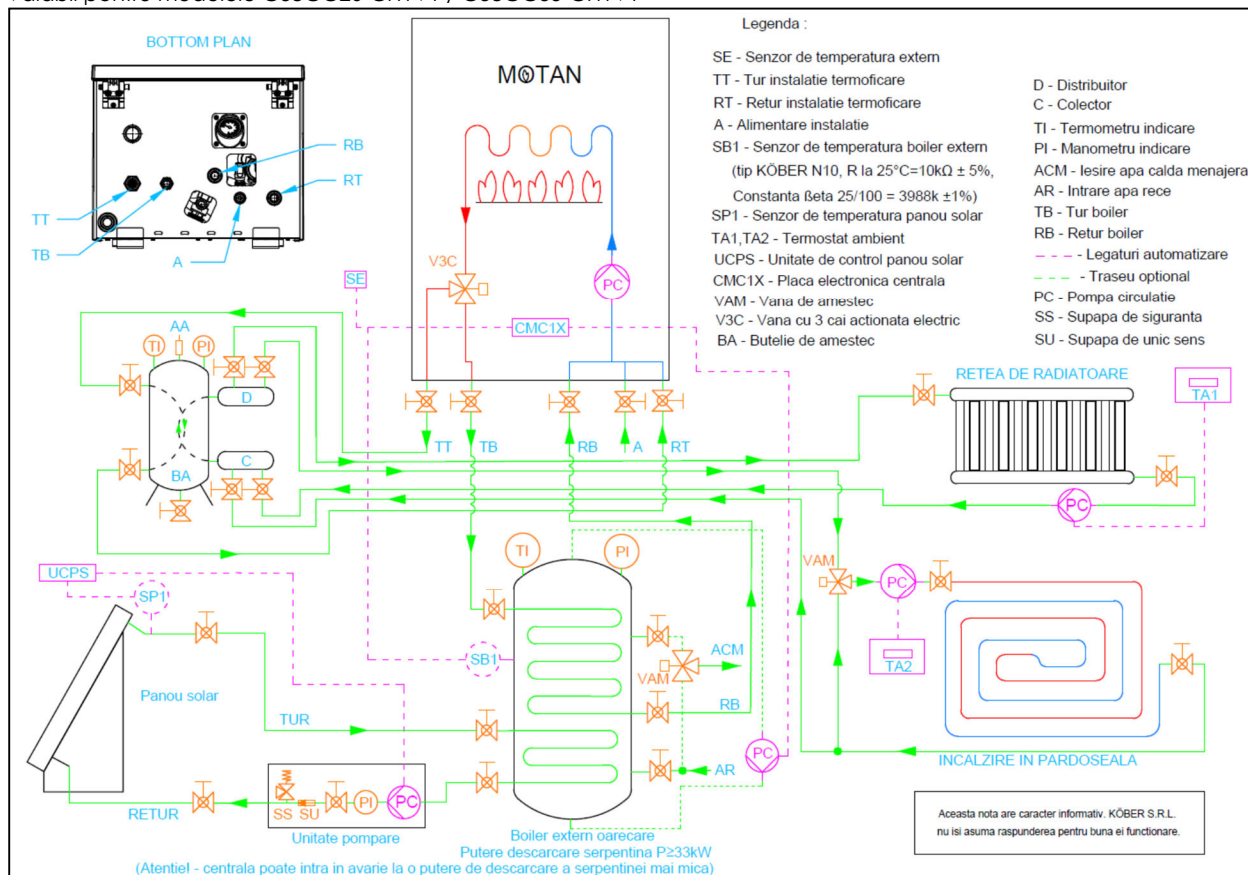 BOTTOM PLAN
RB
RT
TT
TB
A
MOTAN
V3C
PC
CMC1X
SE
TT
TB
RB
A
RT
Legenda :
SE - Senzor de temperatura extern
TT - Tur instalatie termoficare
RT - Retur instalatie termoficare
A - Alimentare instalatie
SB1 - Senzor de temperatura boiler extern
(tip KÖBER N10, R la 25°C=10kΩ ± 5%,
Constanta ßeta 25/100 = 3988k ±1%)
SP1 - Senzor de temperatura panou solar
TA1,TA2 - Termostat ambient
UCPS - Unitate de control panou solar
CMC1X - Placa electronica centrala
VAM - Vana de amestec
V3C - Vana cu 3 cai actionata electric
BA - Butelie de amestec
D - Distribuitor
C - Colector
TI - Termometru indicare
PI - Manometru indicare
ACM - Iesire apa calda menajera
AR - Intrare apa rece
TB - Tur boiler
RB - Retur boiler
- Legaturi automatizare
- Traseu optional
PC - Pompa circulatie
SS - Supapa de siguranta
SU - Supapa de unic sens
AA
TI
PI
D
C
BA
RETEA DE RADIATOARE
TA1
PC
UCPS
SP1
Panou solar
TUR
RETUR
SS
SU
PI
PC
Unitate pompare
TI
PI
SB1
VAM
ACM
RB
AR
PC
Boiler extern oarecare
Putere descarcare serpentina P≥33kW
(Atentie! - centrala poate intra in avarie la o putere de descarcare a serpentinei mai mica)
VAM
PC
TA2
INCALZIRE IN PARDOSEALA
Aceasta nota are caracter informativ. KÖBER S.R.L.
nu isi asuma raspunderea pentru buna ei functionare.